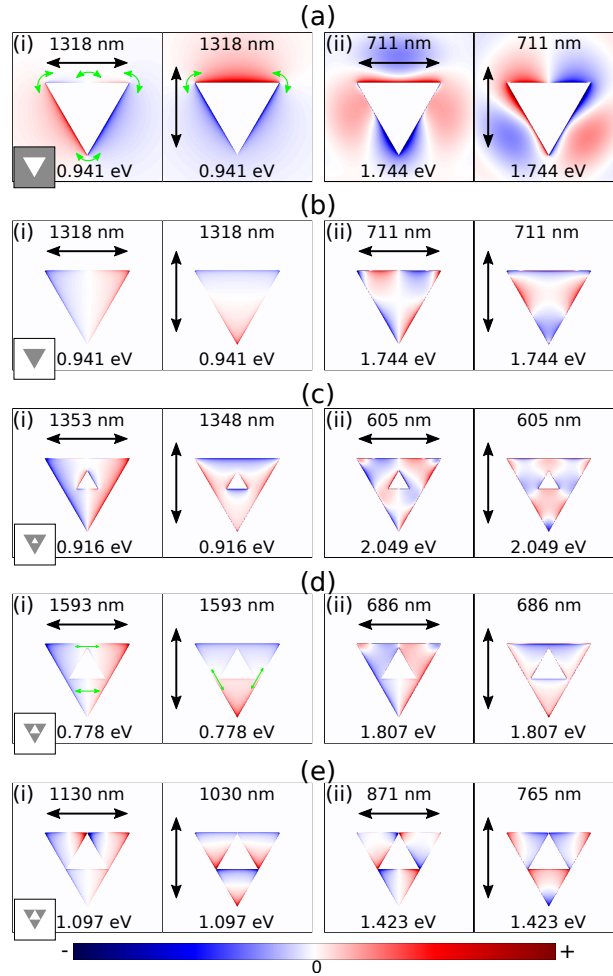 (a)
(i) 1318 nm 1318 nm (ii) 711 nm 711 nm
0.941 eV 0.941 eV 1.744 eV 1.744 eV
(b)
(i) 1318 nm 1318 nm (ii) 711 nm 711 nm
0.941 eV 0.941 eV 1.744 eV 1.744 eV
(c)
(i) 1353 nm 1348 nm (ii) 605 nm 605 nm
0.916 eV 0.916 eV 2.049 eV 2.049 eV
(d)
(i) 1593 nm 1593 nm (ii) 686 nm 686 nm
0.778 eV 0.778 eV 1.807 eV 1.807 eV
(e)
(i) 1130 nm 1030 nm (ii) 871 nm 765 nm
1.097 eV 1.097 eV 1.423 eV 1.423 eV
- +
0